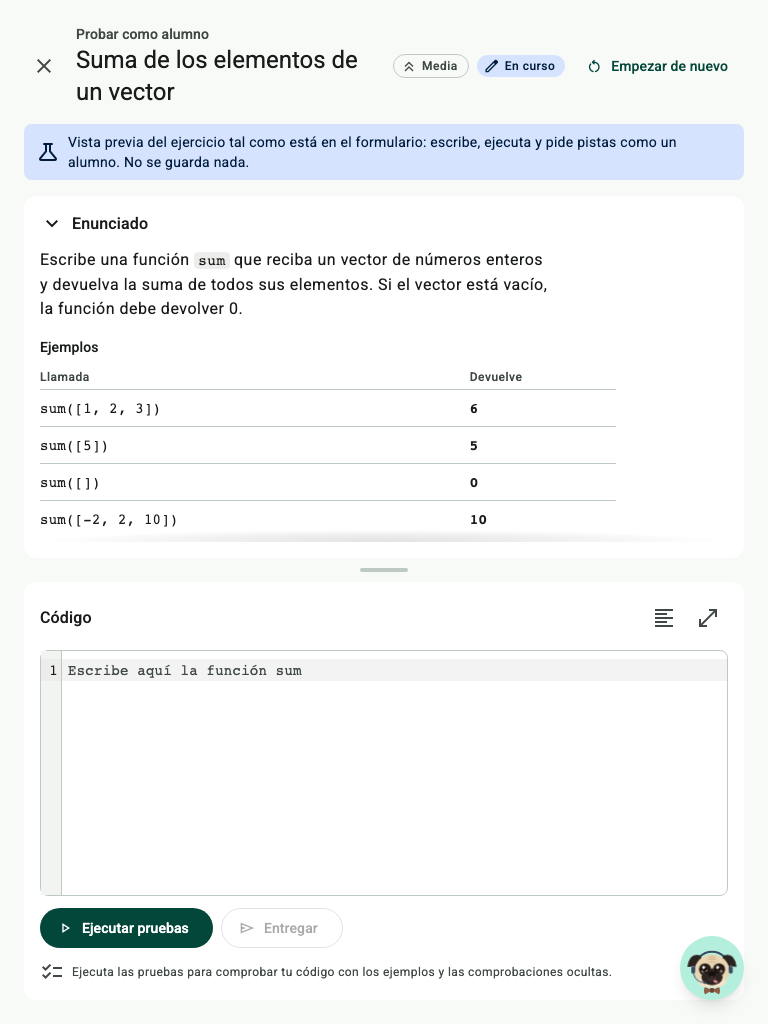 Probar como alumno
Suma de los elementos de
un vector
Media
En curso
Empezar de nuevo
Vista previa del ejercicio tal como está en el formulario: escribe, ejecuta y pide pistas como un
alumno. No se guarda nada.
Enunciado
Escribe una función sum que reciba un vector de números enteros
y devuelva la suma de todos sus elementos. Si el vector está vacío,
la función debe devolver 0.
Ejemplos
Llamada Devuelve
sum([1, 2, 3]) 6
sum([5]) 5
sum([]) 0
sum([-2, 2, 10]) 10
Código
1 Escribe aquí la función sum
Ejecutar pruebas
Entregar
Ejecuta las pruebas para comprobar tu código con los ejemplos y las comprobaciones ocultas.